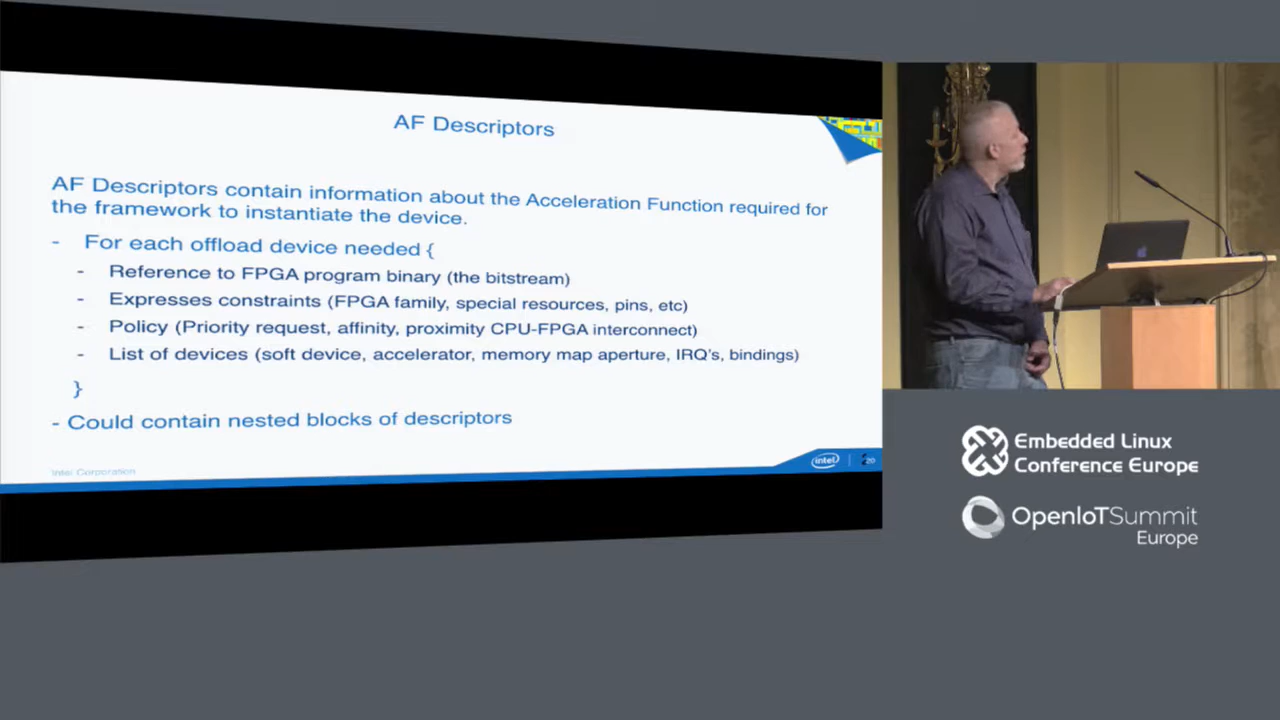 AF Descriptors
AF Descriptors contain information about the Acceleration Function required for
the framework to instantiate the device.
- For each offload device needed {
- Reference to FPGA program binary (the bitstream)
- Expresses constraints (FPGA family, special resources, pins, etc)
- Policy (Priority request, affinity, proximity CPU-FPGA interconnect)
- List of devices (soft device, accelerator, memory map aperture, IRQ's, bindings)
}
- Could contain nested blocks of descriptors
Intel Corporation
intel
20
Embedded Linux
Conference Europe
OpenIoTSummit
Europe